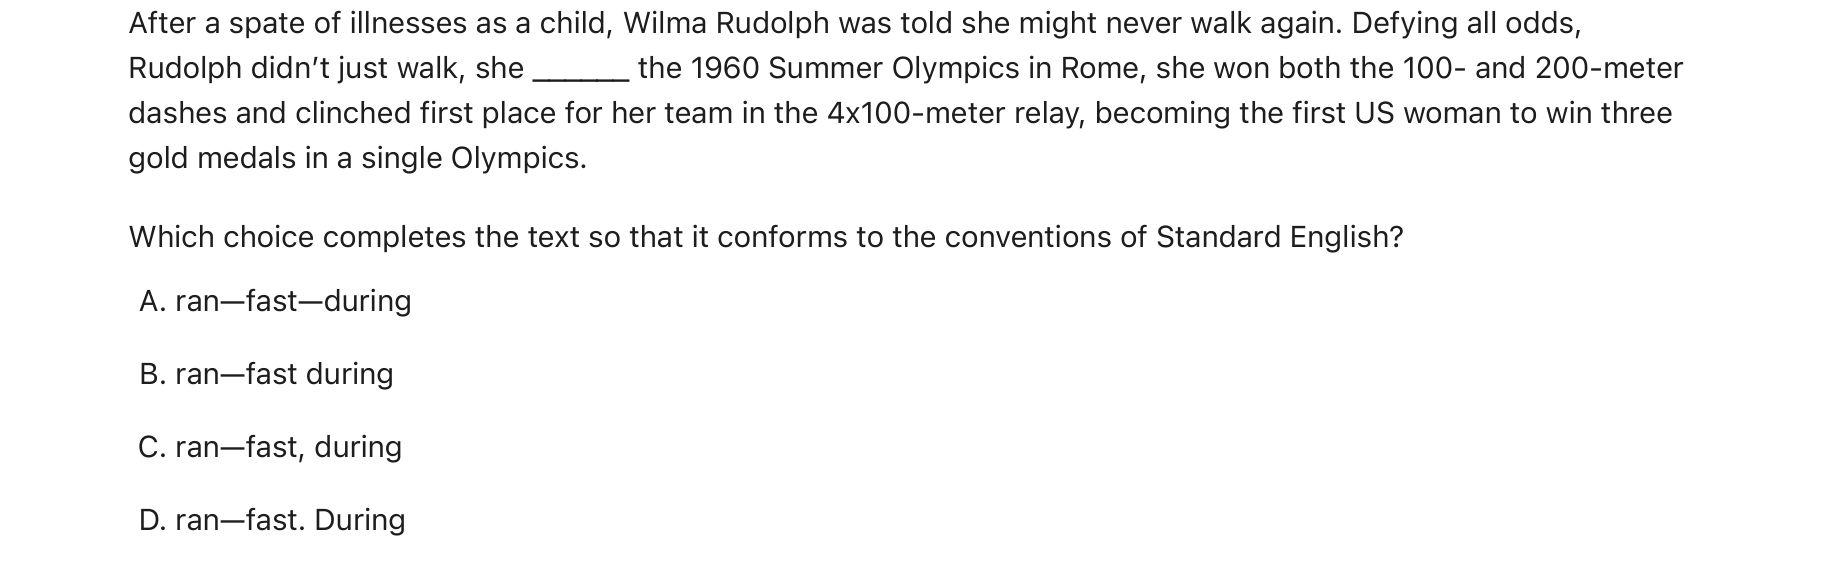 After a spate of illnesses as a child, Wilma Rudolph was told she might never walk again. Defying all odds,
Rudolph didn’t just walk, she ______ the 1960 Summer Olympics in Rome, she won both the 100- and 200-meter
dashes and clinched first place for her team in the 4x100-meter relay, becoming the first US woman to win three
gold medals in a single Olympics.
Which choice completes the text so that it conforms to the conventions of Standard English?
A. ran—fast—during
B. ran—fast during
C. ran—fast, during
D. ran—fast. During